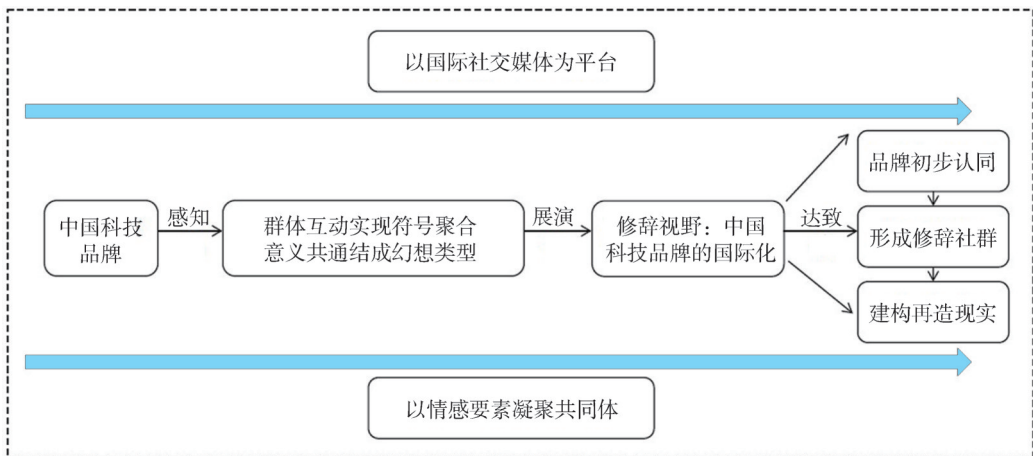 以国际社交媒体为平台
品牌初步认同
中国科技
品牌
感知
群体互动实现符号聚合
意义共通结成幻想类型
展演
修辞视野：中国
科技品牌的国际化
达致
形成修辞社群
建构再造现实
以情感要素凝聚共同体